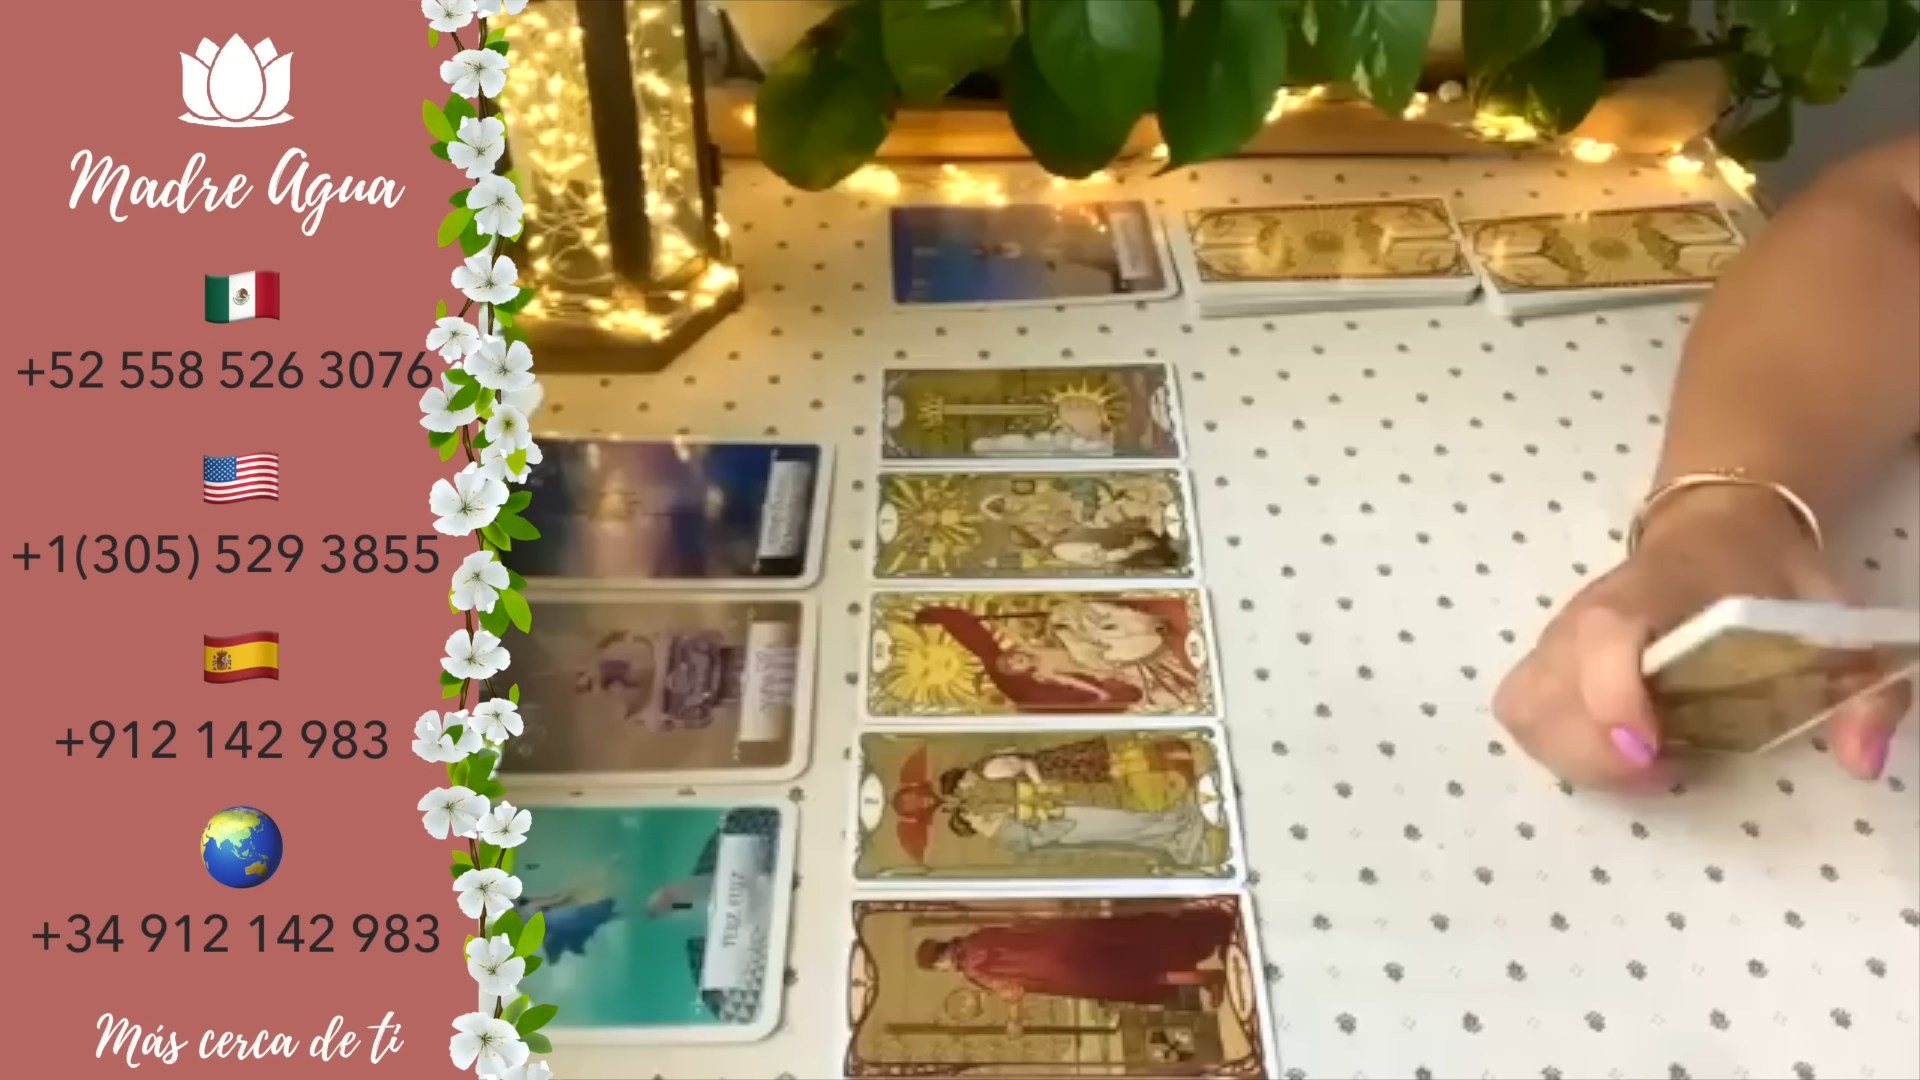 Madre Agua
+52 558 526 3076
+1(305) 529 3855
+912 142 983
+34 912 142 983
Más cerca de ti